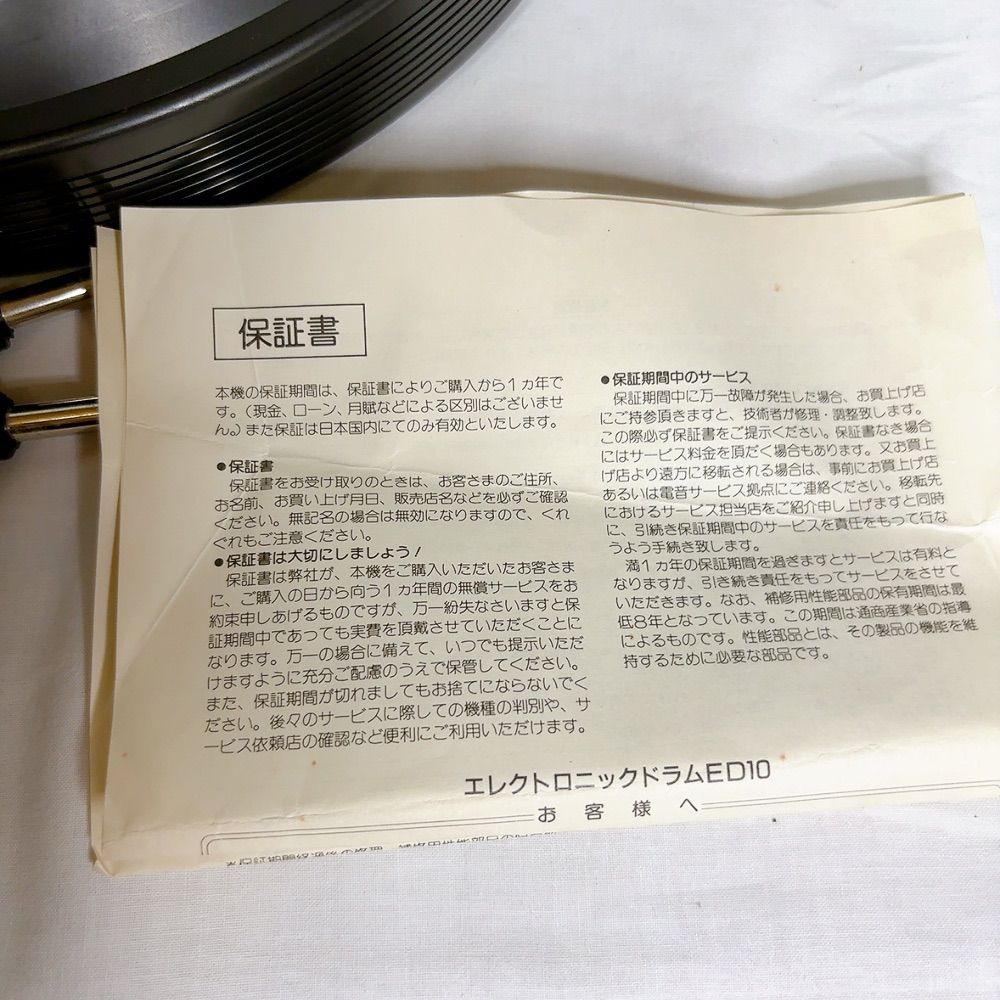 保証書
本機の保証期間は、保証書によりご購入から1ヵ年で
す。（現金、ローン、月賦などによる区別はございませ
ん。）また保証は日本国内にてのみ有効といたします。
●保証書
保証書をお受け取りのときは、お客さまのご住所、
お名前、お買い上げ月日、販売店名などを必ずご確認
ください。無記名の場合は無効になりますので、くれ
ぐれもご注意ください。
●保証書は大切にしましょう！
保証書は弊社が、本機をご購入いただいたお客さま
に、ご購入の日から向う1ヵ年間の無償サービスをお
約束申しあげるものですが、万一紛失なさいますと保
証期間中であっても実費を頂戴させていただくことに
なります。万一の場合に備えて、いつでも提示いただ
けますように充分ご配慮のうえで保管してください。
また、保証期間が切れましてもお捨てにならないでく
ださい。後々のサービスに際しての機種の判別や、サ
ービス依頼店の確認など便利にご利用いただけます。
●保証期間中のサービス
保証期間中に万一故障が発生した場合、お買上げ店
にご持参頂きますと、技術者が修理・調整致します。
この際必ず保証書をご提示ください。保証書なき場合
にはサービス料金を頂だく場合もあります。又お買上
げ店より遠方に移転される場合は、事前にお買上げ店
あるいは電音サービス拠点にご連絡ください。移転先
におけるサービス担当店をご紹介申し上げますと同時
に、引続き保証期間中のサービスを責任をもって行な
うよう手続き致します。
満1ヵ年の保証期間を過ぎますとサービスは有料と
なりますが、引き続き責任をもってサービスをさせて
いただきます。なお、補修用性能部品の保有期間は最
低8年となっています。この期間は通商産業省の指導
によるものです。性能部品とは、その製品の機能を維
持するために必要な部品です。
エレクトロニックドラムED10
お客様へ